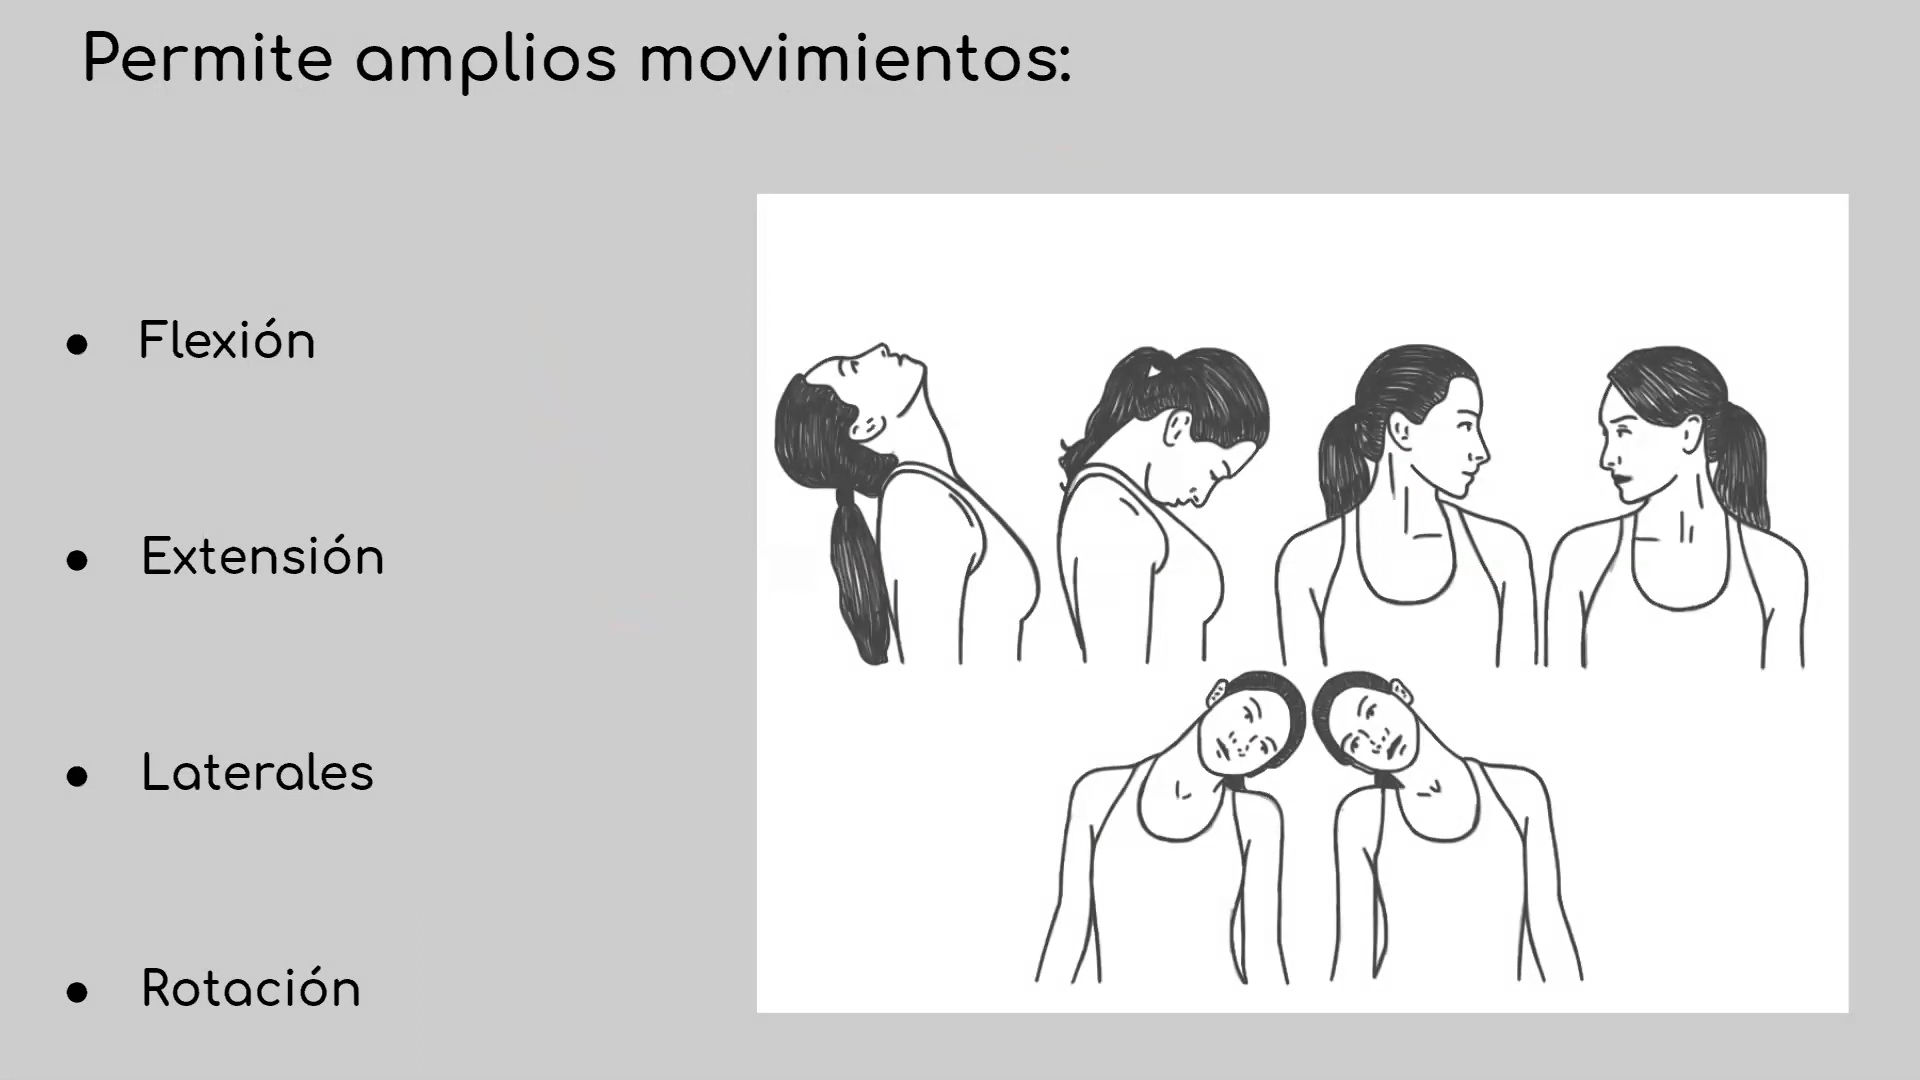 Permite amplios movimientos:
● Flexión
● Extensión
● Laterales
● Rotación